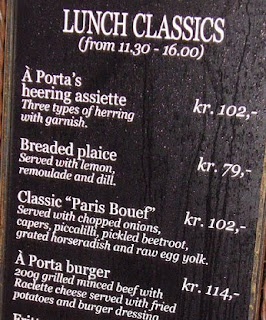 LUNCH CLASSICS
(from 11.30 - 16.00)
À Porta's
heering assiette
Three types of herring
with garnish.
kr. 102,-
Breaded plaice
Served with lemon,
remoulade and dill.
kr. 79,-
Classic "Paris Bouef"
Served with chopped onions,
capers, piccalilli, pickled beetroot,
grated horseradish and raw egg yolk.
kr. 102,-
À Porta burger
200g grilled minced beef with
Raclette cheese served with fried
potatoes and burger dressing
kr. 114,-